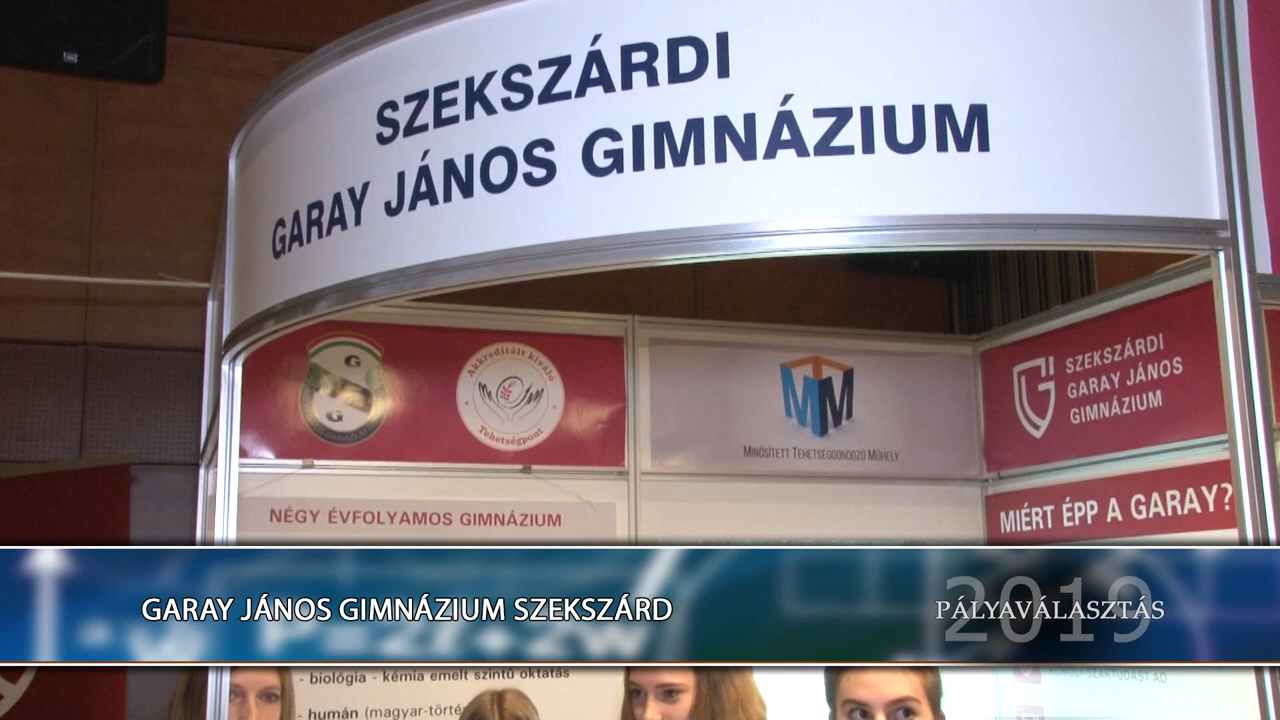 SZEKSZÁRDI
GARAY JÁNOS GIMNÁZIUM
G
G
Akkreditált kiváló
Tehetségpont
MTM
MINŐSÍTETT TEHETSÉGGONDOZÓ MŰHELY
SZEKSZÁRDI
GARAY JÁNOS
GIMNÁZIUM
NÉGY ÉVFOLYAMOS GIMNÁZIUM
MIÉRT ÉPP A GARAY?
GARAY JÁNOS GIMNÁZIUM SZEKSZÁRD
2019
PÁLYAVÁLASZTÁS
- biológia - kémia emelt szintű oktatás
- humán (magyar-törté